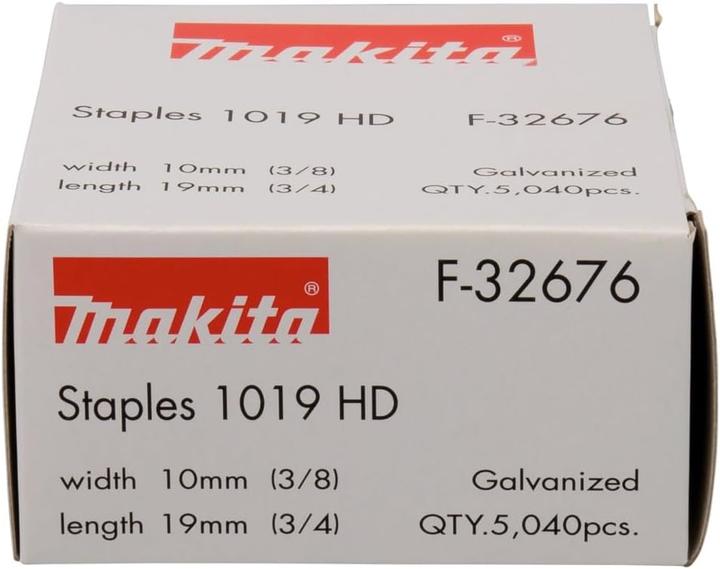 makita®
Staples 1019 HD F-32676
width 10mm (3/8) Galvanized
length 19mm (3/4) QTY.5,040pcs.
makita® F-32676
Staples 1019 HD
width 10mm (3/8) Galvanized
length 19mm (3/4) QTY.5,040pcs.